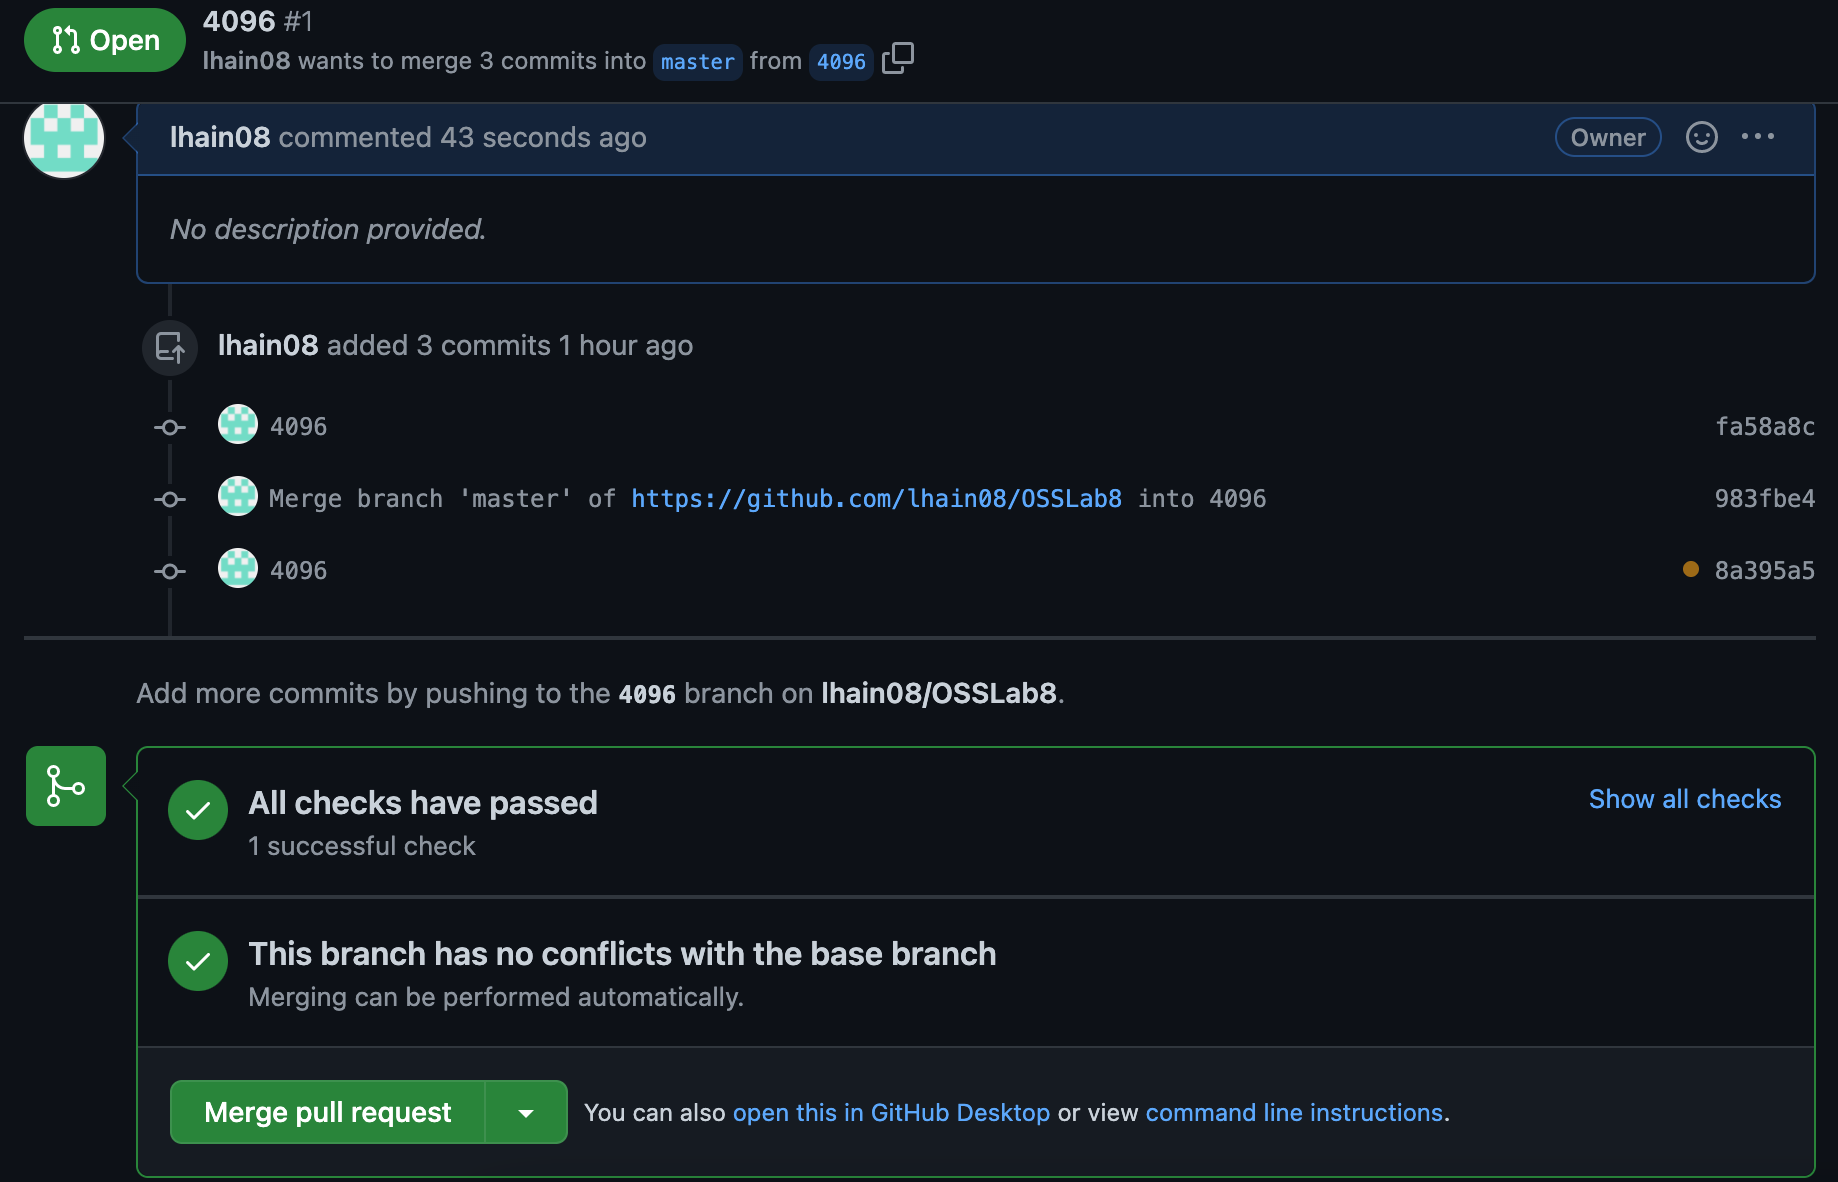 Open
4096 #1
lhain08 wants to merge 3 commits into master from 4096
lhain08 commented 43 seconds ago
Owner
No description provided.
lhain08 added 3 commits 1 hour ago
4096
fa58a8c
Merge branch 'master' of https://github.com/lhain08/OSSLab8 into 4096
983fbe4
4096
8a395a5
Add more commits by pushing to the 4096 branch on lhain08/OSSLab8.
All checks have passed
Show all checks
1 successful check
This branch has no conflicts with the base branch
Merging can be performed automatically.
Merge pull request
You can also open this in GitHub Desktop or view command line instructions.